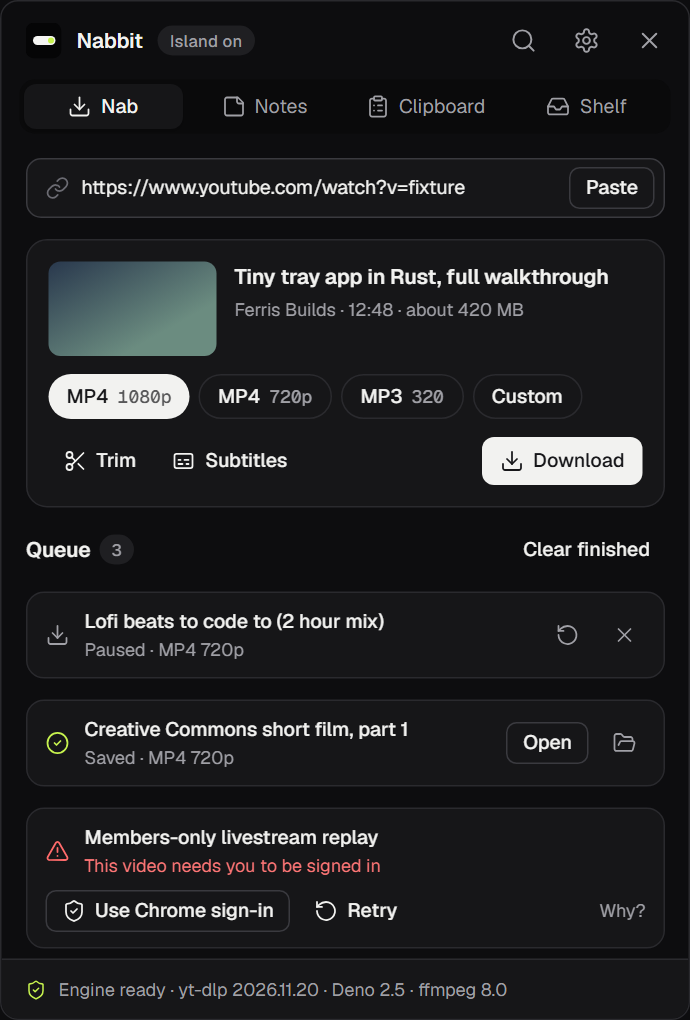 Nabbit Island on
Nab Notes Clipboard Shelf
https://www.youtube.com/watch?v=fixture Paste
Tiny tray app in Rust, full walkthrough
Ferris Builds · 12:48 · about 420 MB
MP4 1080p MP4 720p MP3 320 Custom
Trim Subtitles Download
Queue 3 Clear finished
Lofi beats to code to (2 hour mix)
Paused · MP4 720p
Creative Commons short film, part 1
Saved · MP4 720p
Open
Members-only livestream replay
This video needs you to be signed in
Use Chrome sign-in Retry Why?
Engine ready · yt-dlp 2026.11.20 · Deno 2.5 · ffmpeg 8.0